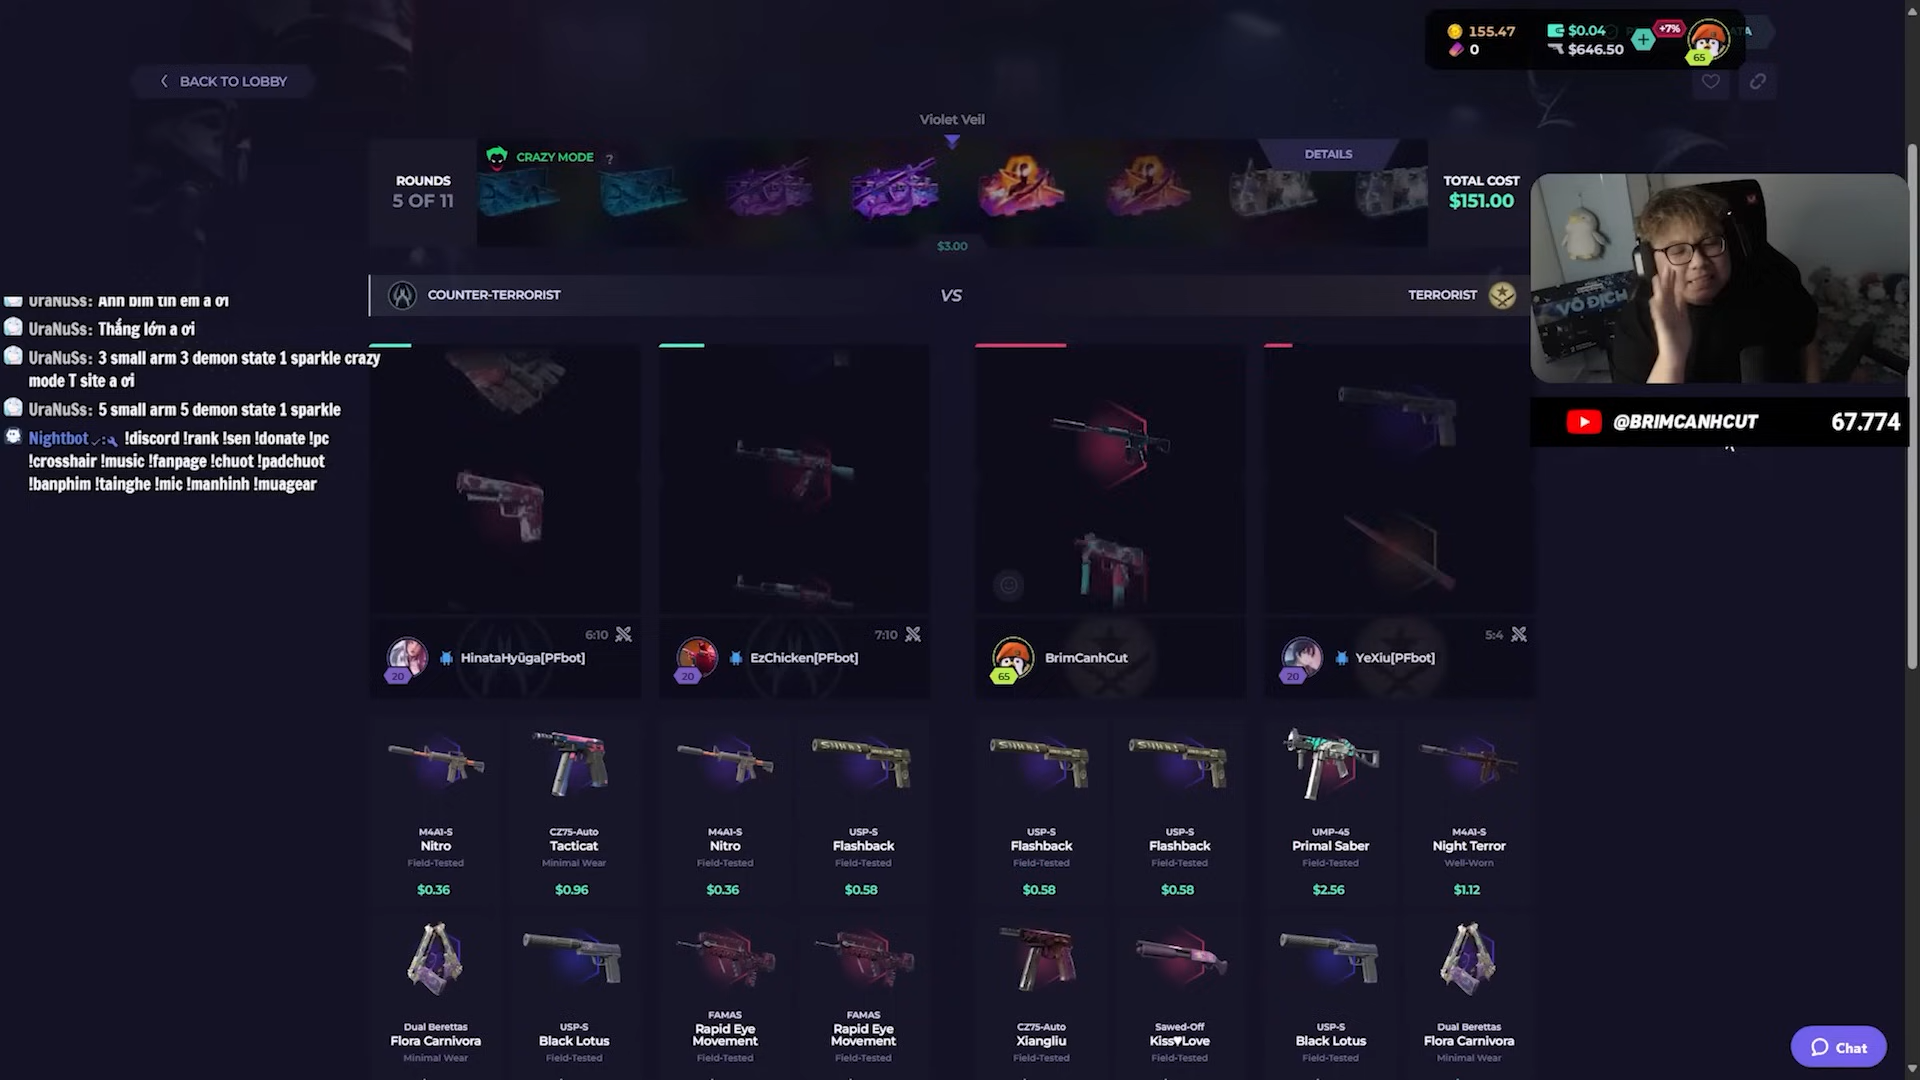 155.47
$0.04
+7%
0
$646.50
65
BACK TO LOBBY
Violet Veil
CRAZY MODE ?
DETAILS
ROUNDS
5 OF 11
TOTAL COST
$151.00
$3.00
COUNTER-TERRORIST
VS
TERRORIST
VÔ ĐỊCH
@BRIMCANHCUT 67.774
UraNuSs: Anh bim tin em a ơi
UraNuSs: Thắng lớn a ơi
UraNuSs: 3 small arm 3 demon state 1 sparkle crazy
mode T site a ơi
UraNuSs: 5 small arm 5 demon state 1 sparkle
Nightbot : !discord !rank !sen !donate !pc
!crosshair !music !fanpage !chuot !padchuot
!banphim !tainghe !mic !manhinh !muagear
6:10
7:10
5:4
HinataHyūga[PFbot]
EzChicken[PFbot]
BrimCanhCut
YeXiu[PFbot]
20
20
65
20
M4A1-S
Nitro
Field-Tested
$0.36
CZ75-Auto
Tacticat
Minimal Wear
$0.96
M4A1-S
Nitro
Field-Tested
$0.36
USP-S
Flashback
Field-Tested
$0.58
USP-S
Flashback
Field-Tested
$0.58
USP-S
Flashback
Field-Tested
$0.58
UMP-45
Primal Saber
Field-Tested
$2.56
M4A1-S
Night Terror
Well-Worn
$1.12
Dual Berettas
Flora Carnivora
Minimal Wear
USP-S
Black Lotus
Field-Tested
FAMAS
Rapid Eye
Movement
Field-Tested
FAMAS
Rapid Eye
Movement
Field-Tested
CZ75-Auto
Xiangliu
Field-Tested
Sawed-Off
Kiss♥Love
Field-Tested
USP-S
Black Lotus
Field-Tested
Dual Berettas
Flora Carnivora
Minimal Wear
Chat